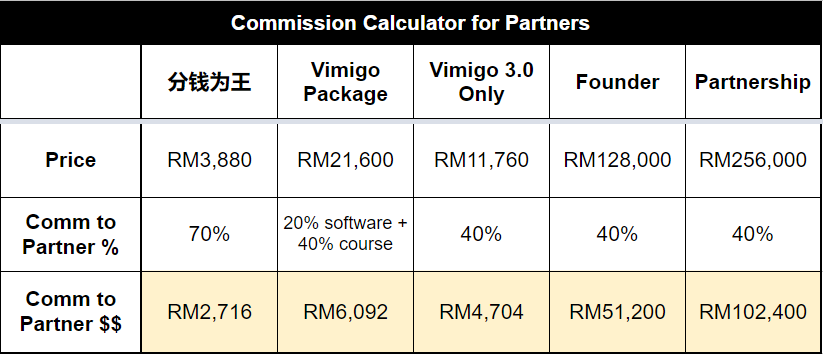 Commission Calculator for Partners
分钱为王
Vimigo
Package
Vimigo 3.0
Only
Founder
Partnership
Price
RM3,880
RM21,600
RM11,760
RM128,000
RM256,000
Comm to
Partner %
70%
20% software +
40% course
40%
40%
40%
Comm to
Partner $$
RM2,716
RM6,092
RM4,704
RM51,200
RM102,400